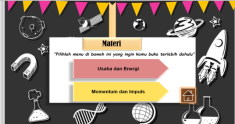 Materi
"Pilihlah menu di bawah ini yang ingin kamu buka terlebih dahulu"
Usaha dan Energi
Momentum dan Impuls